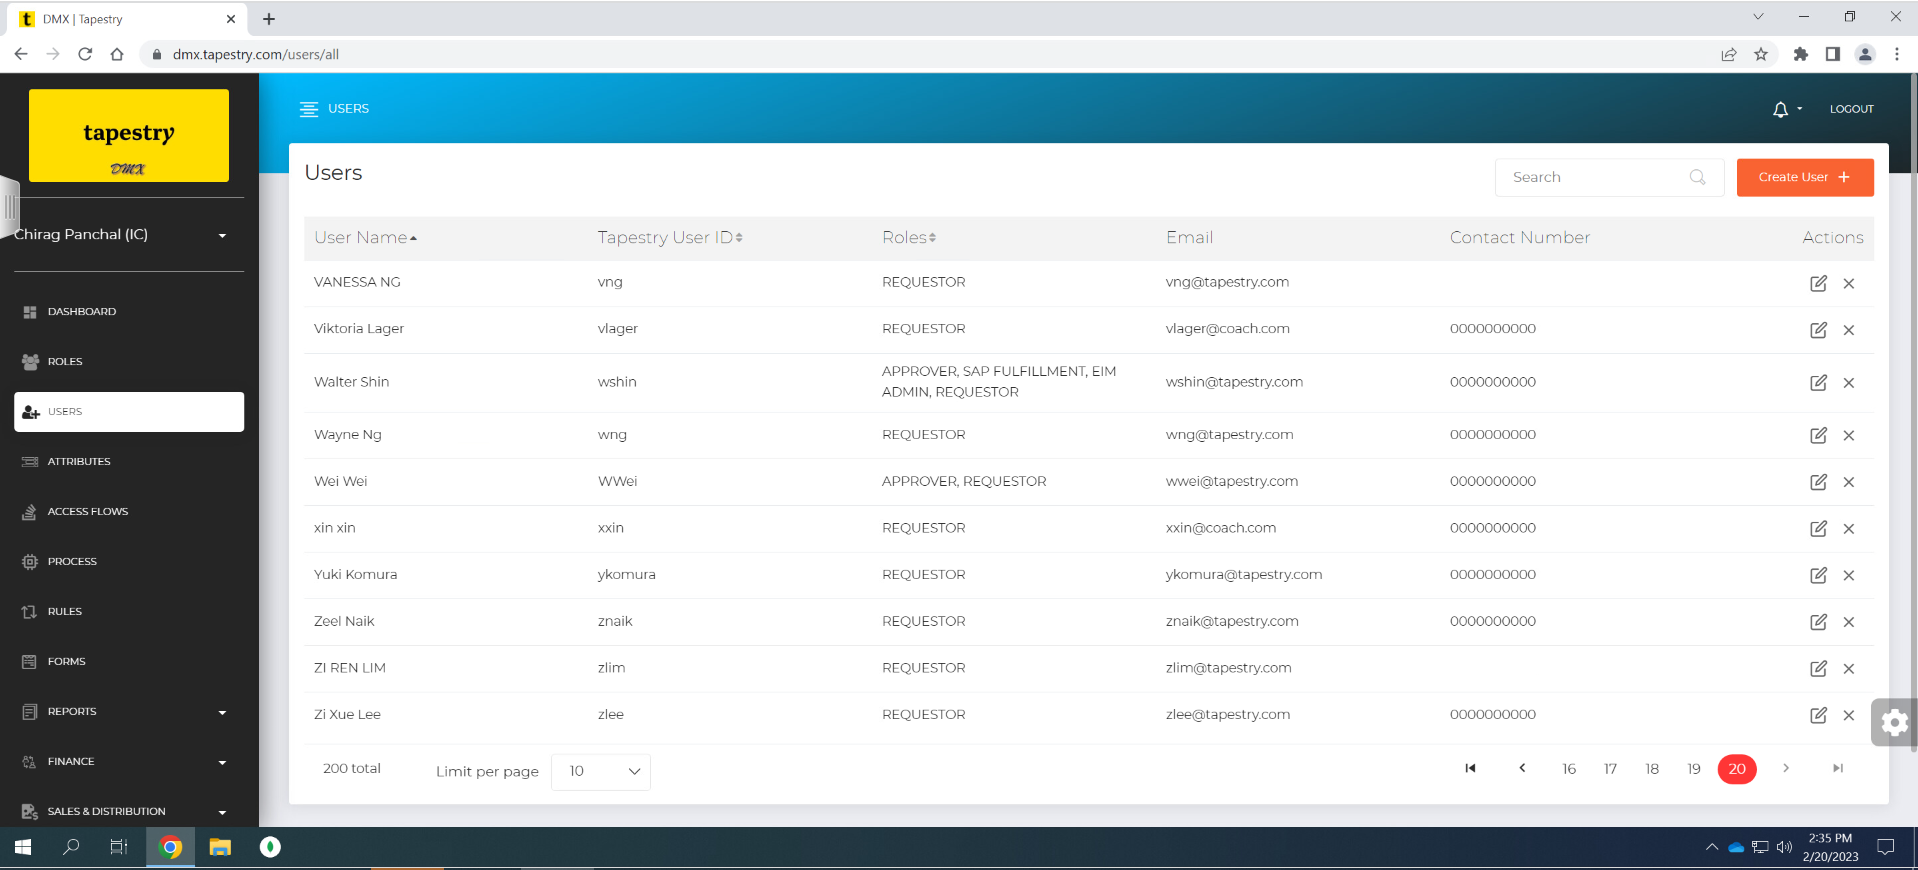 DMX | Tapestry
dmx.tapestry.com/users/all
tapestry
DMX
USERS
LOGOUT
Chirag Panchal (IC)
DASHBOARD
ROLES
USERS
ATTRIBUTES
ACCESS FLOWS
PROCESS
RULES
FORMS
REPORTS
FINANCE
SALES & DISTRIBUTION
Users
Search
Create User +
User Name Tapestry User ID Roles Email Contact Number Actions
VANESSA NG vng REQUESTOR vng@tapestry.com
Viktoria Lager vlager REQUESTOR vlager@coach.com 0000000000
Walter Shin wshin APPROVER, SAP FULFILLMENT, EIM ADMIN, REQUESTOR wshin@tapestry.com 0000000000
Wayne Ng wng REQUESTOR wng@tapestry.com 0000000000
Wei Wei WWei APPROVER, REQUESTOR wwei@tapestry.com 0000000000
xin xin xxin REQUESTOR xxin@coach.com 0000000000
Yuki Komura ykomura REQUESTOR ykomura@tapestry.com 0000000000
Zeel Naik znaik REQUESTOR znaik@tapestry.com 0000000000
ZI REN LIM zlim REQUESTOR zlim@tapestry.com
Zi Xue Lee zlee REQUESTOR zlee@tapestry.com 0000000000
200 total Limit per page 10 16 17 18 19 20
2:35 PM
2/20/2023